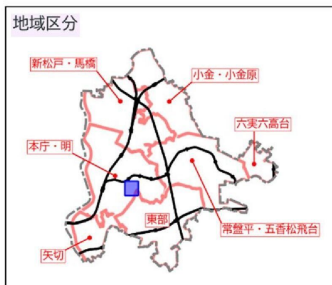 地域区分
新松戸・馬橋
小金・小金原
六実六高台
本庁・明
東部
常盤平・五香松飛台
矢切